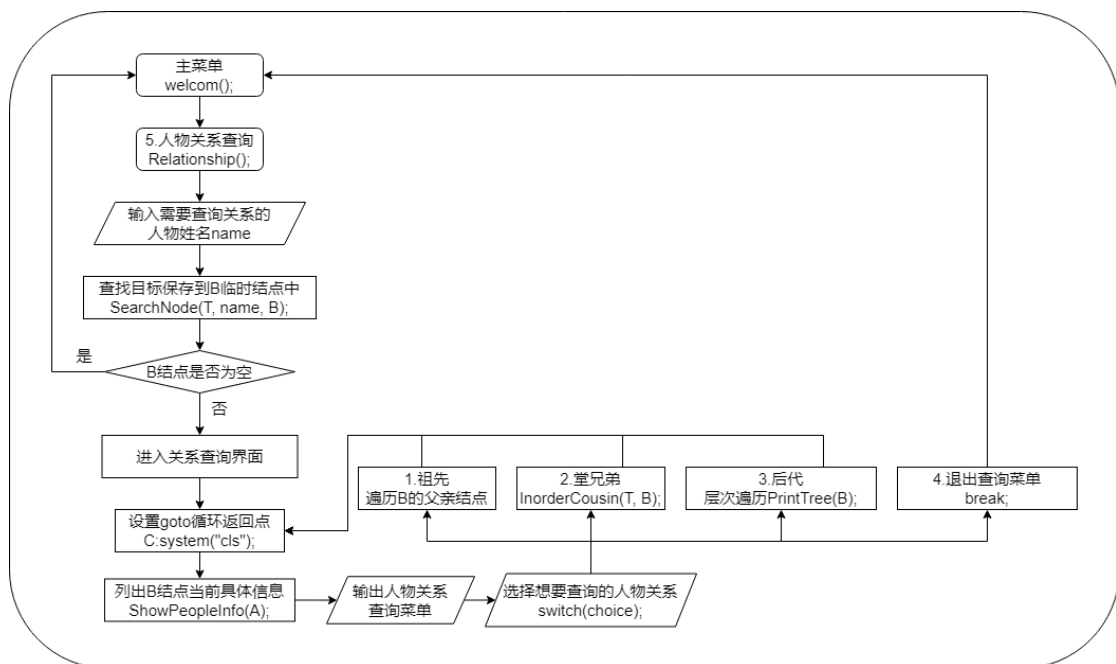 主菜单
welcom();
5.人物关系查询
Relationship();
输入需要查询关系的
人物姓名name
查找目标保存到B临时结点中
SearchNode(T, name, B);
是
B结点是否为空
否
进入关系查询界面
1.祖先
遍历B的父亲结点
2.堂兄弟
InorderCousin(T, B);
3.后代
层次遍历PrintTree(B);
4.退出查询菜单
break;
设置goto循环返回点
C:system("cls");
列出B结点当前具体信息
ShowPeopleInfo(A);
输出人物关系
查询菜单
选择想要查询的人物关系
switch(choice);